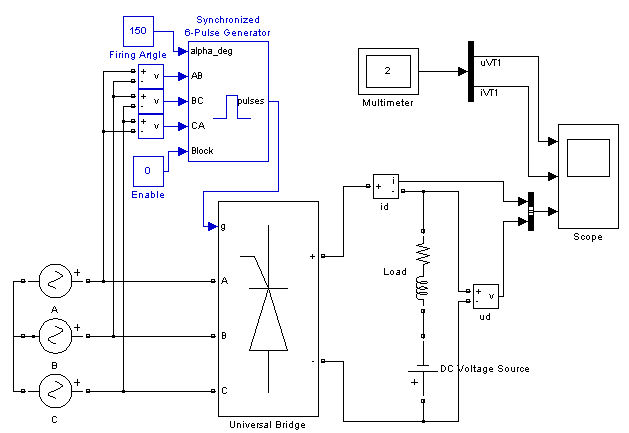 Synchronized
6-Pulse Generator
150
Firing Angle
alpha_deg
AB
BC
CA
Block
pulses
+
-
v
+
-
v
+
-
v
0
Enable
2
Multimeter
uVT1
iVT1
Scope
g
A
B
C
+
-
Universal Bridge
+
i
-
id
Load
+
-
v
ud
DC Voltage Source
+
+
A
+
B
+
C